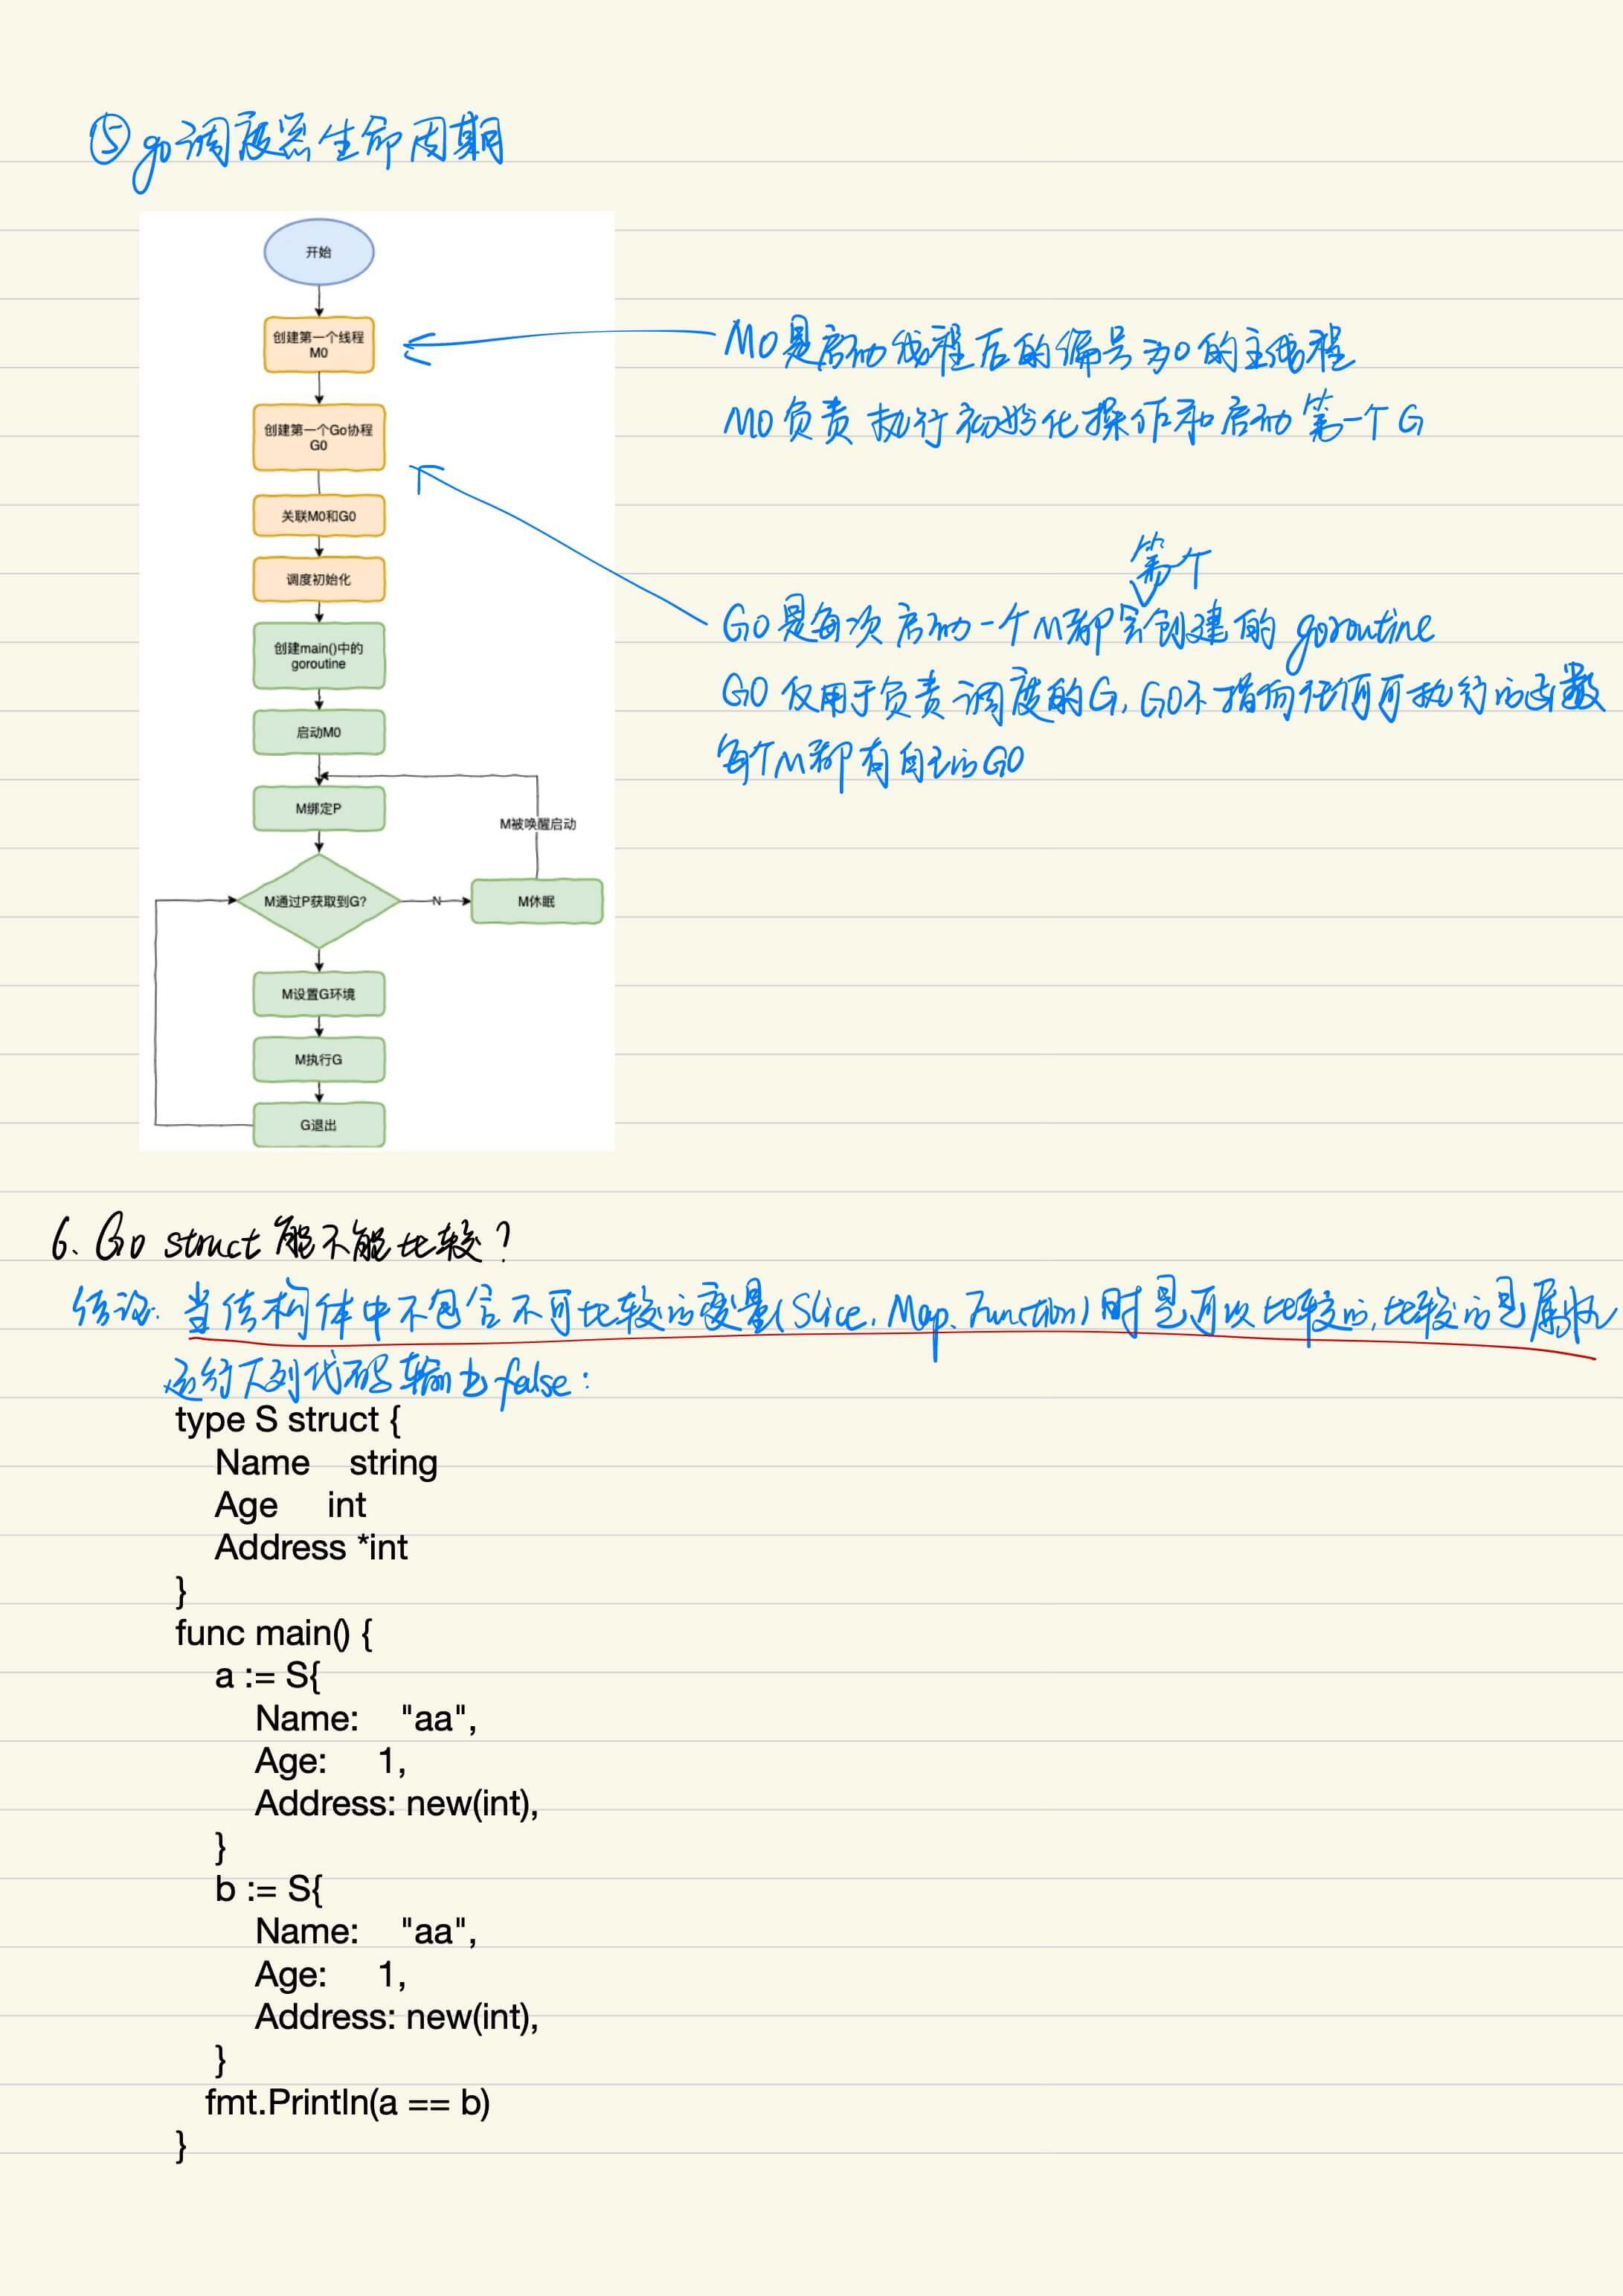 ⑤go调度器生命周期
开始
创建第一个线程
M0
创建第一个Go协程
G0
关联M0和G0
调度初始化
创建main()中的
goroutine
启动M0
M绑定P
M被唤醒启动
M通过P获取到G?
N
M休眠
M设置G环境
M执行G
G退出
M0是启动线程后的编号为0的主线程
M0负责执行初始化操作和启动第一个G
第一个
G0是每次启动一个M都会创建的goroutine
G0仅用于负责调度的G,G0不指向任何可执行的函数
每个M都有自己的G0
6、Go struct能不能比较?
结论:当结构体中不包含不可比较的变量(Slice、Map、Function)时是可以比较的,比较的是属性
运行下列代码输出false:
type S struct {
Name string
Age int
Address *int
}
func main() {
a := S{
Name: "aa",
Age: 1,
Address: new(int),
}
b := S{
Name: "aa",
Age: 1,
Address: new(int),
}
fmt.Println(a == b)
}